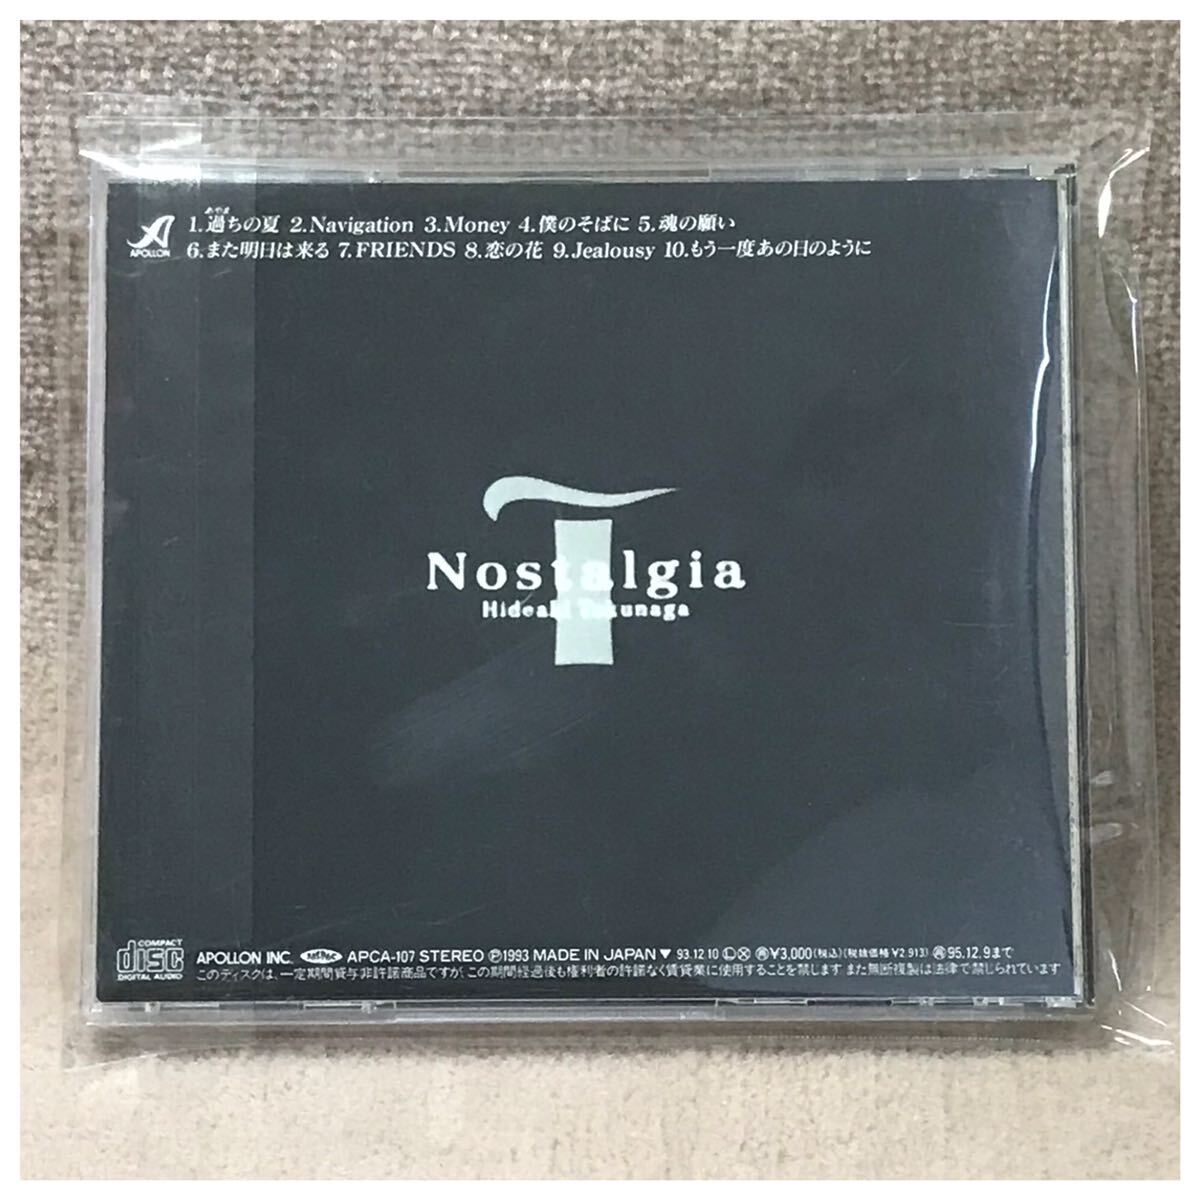 あやま
1.過ちの夏 2.Navigation 3.Money 4.僕のそばに 5.魂の願い
APOLLON
6.また明日は来る 7.FRIENDS 8.恋の花 9.Jealousy 10.もう一度あの日のように
Nostalgia
Hideaki Tokunaga
COMPACT
disc
DIGITAL AUDIO
APOLLON INC. APCA-107 STEREO Ⓟ1993 MADE IN JAPAN▼ 93.12.10 Ⓛ ㊢¥3,000(税込)(税抜価格¥2,913) ㊢95.12.9まで
このディスクは、一定期間貸与非許諾商品ですが、この期間経過後も権利者の許諾なく賃貸業に使用することを禁じます また無断複製は法律で禁じられています